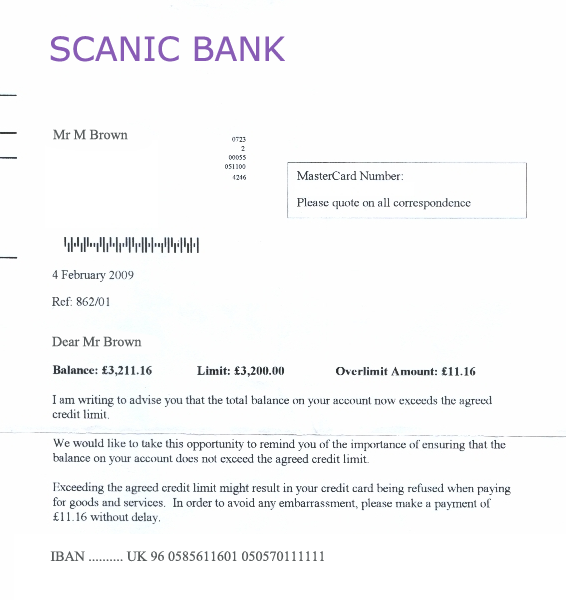 SCANIC BANK
Mr M Brown
0723
2
00055
051100
4246
MasterCard Number:
Please quote on all correspondence
4 February 2009
Ref: 862/01
Dear Mr Brown
Balance: £3,211.16 Limit: £3,200.00 Overlimit Amount: £11.16
I am writing to advise you that the total balance on your account now exceeds the agreed
credit limit.
We would like to take this opportunity to remind you of the importance of ensuring that the
balance on your account does not exceed the agreed credit limit.
Exceeding the agreed credit limit might result in your credit card being refused when paying
for goods and services. In order to avoid any embarrassment, please make a payment of
£11.16 without delay.
IBAN .......... UK 96 0585611601 050570111111